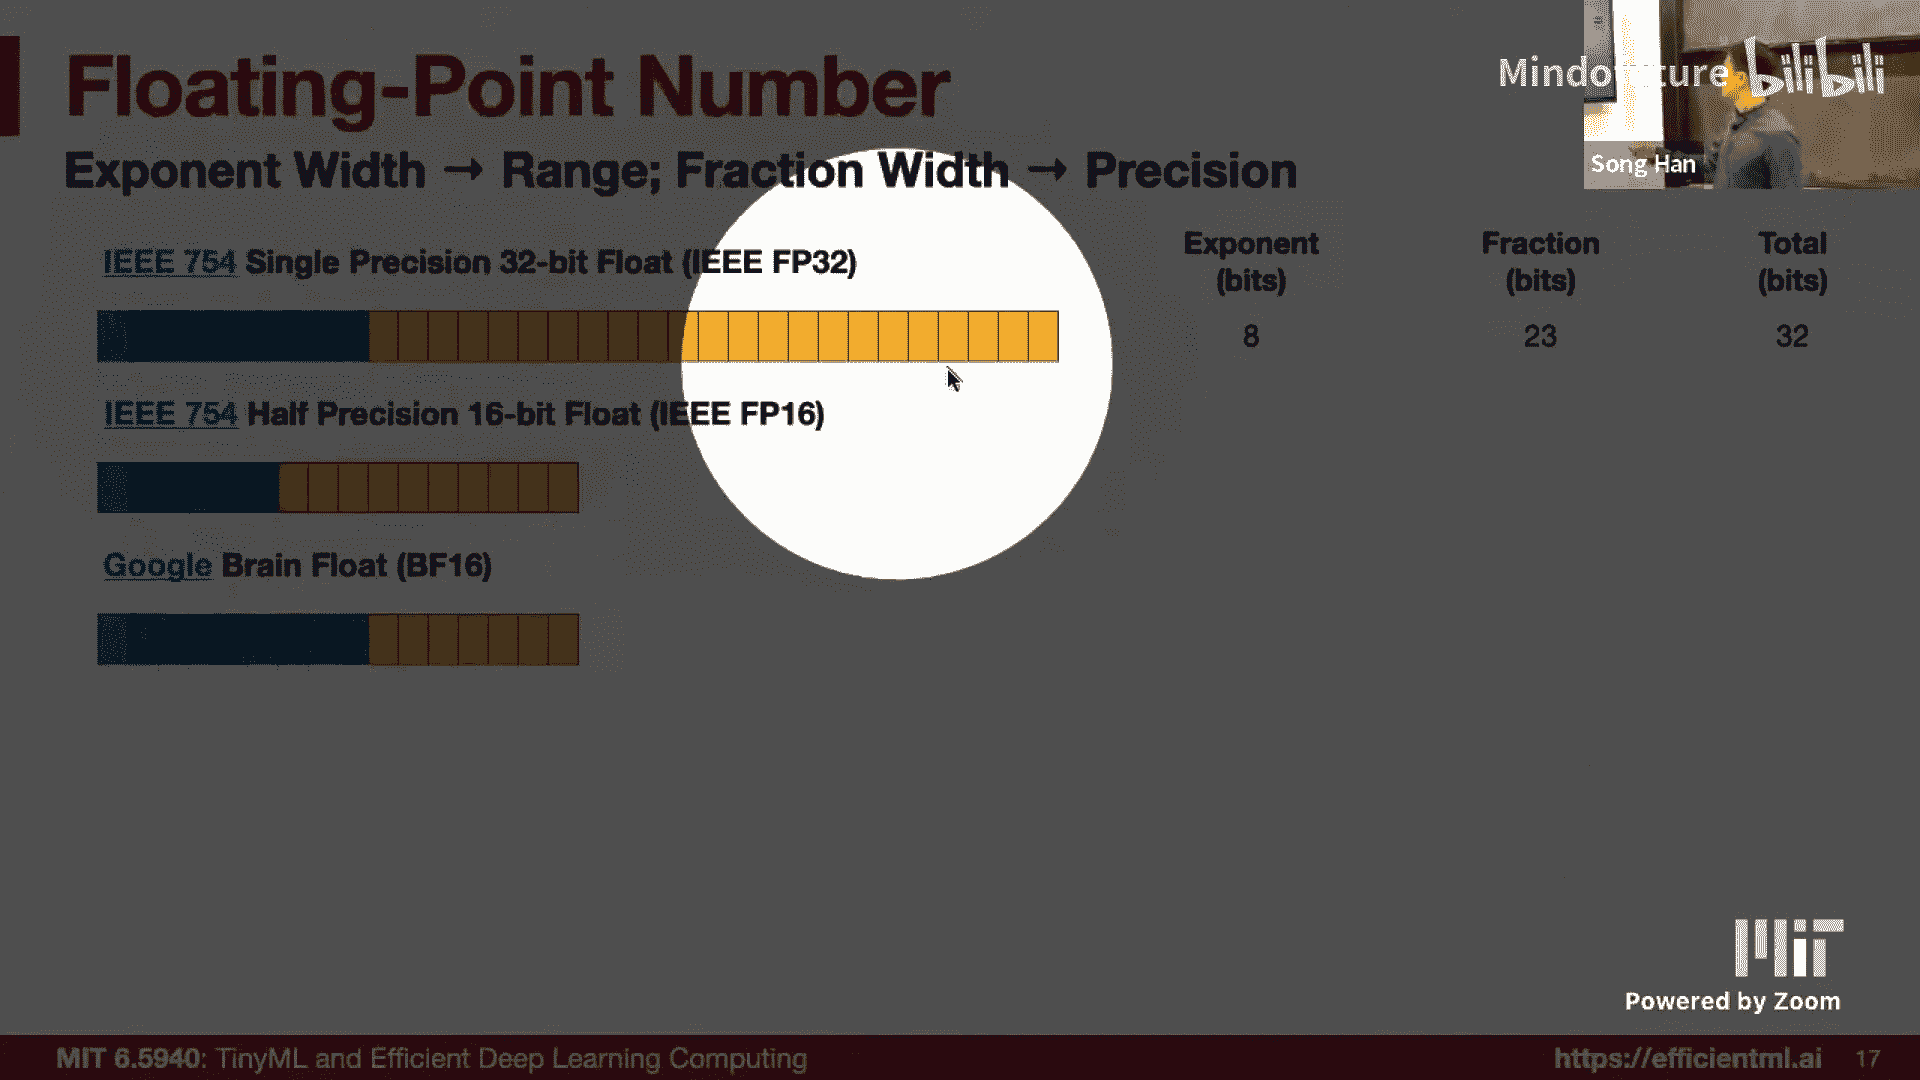 Floating-Point Number
Exponent Width → Range; Fraction Width → Precision
IEEE 754 Single Precision 32-bit Float (IEEE FP32)
Exponent (bits)
Fraction (bits)
Total (bits)
8
23
32
IEEE 754 Half Precision 16-bit Float (IEEE FP16)
Google Brain Float (BF16)
bilibili
Song Han
MIT
Powered by Zoom
MIT 6.5940: TinyML and Efficient Deep Learning Computing
https://efficientml.ai
17